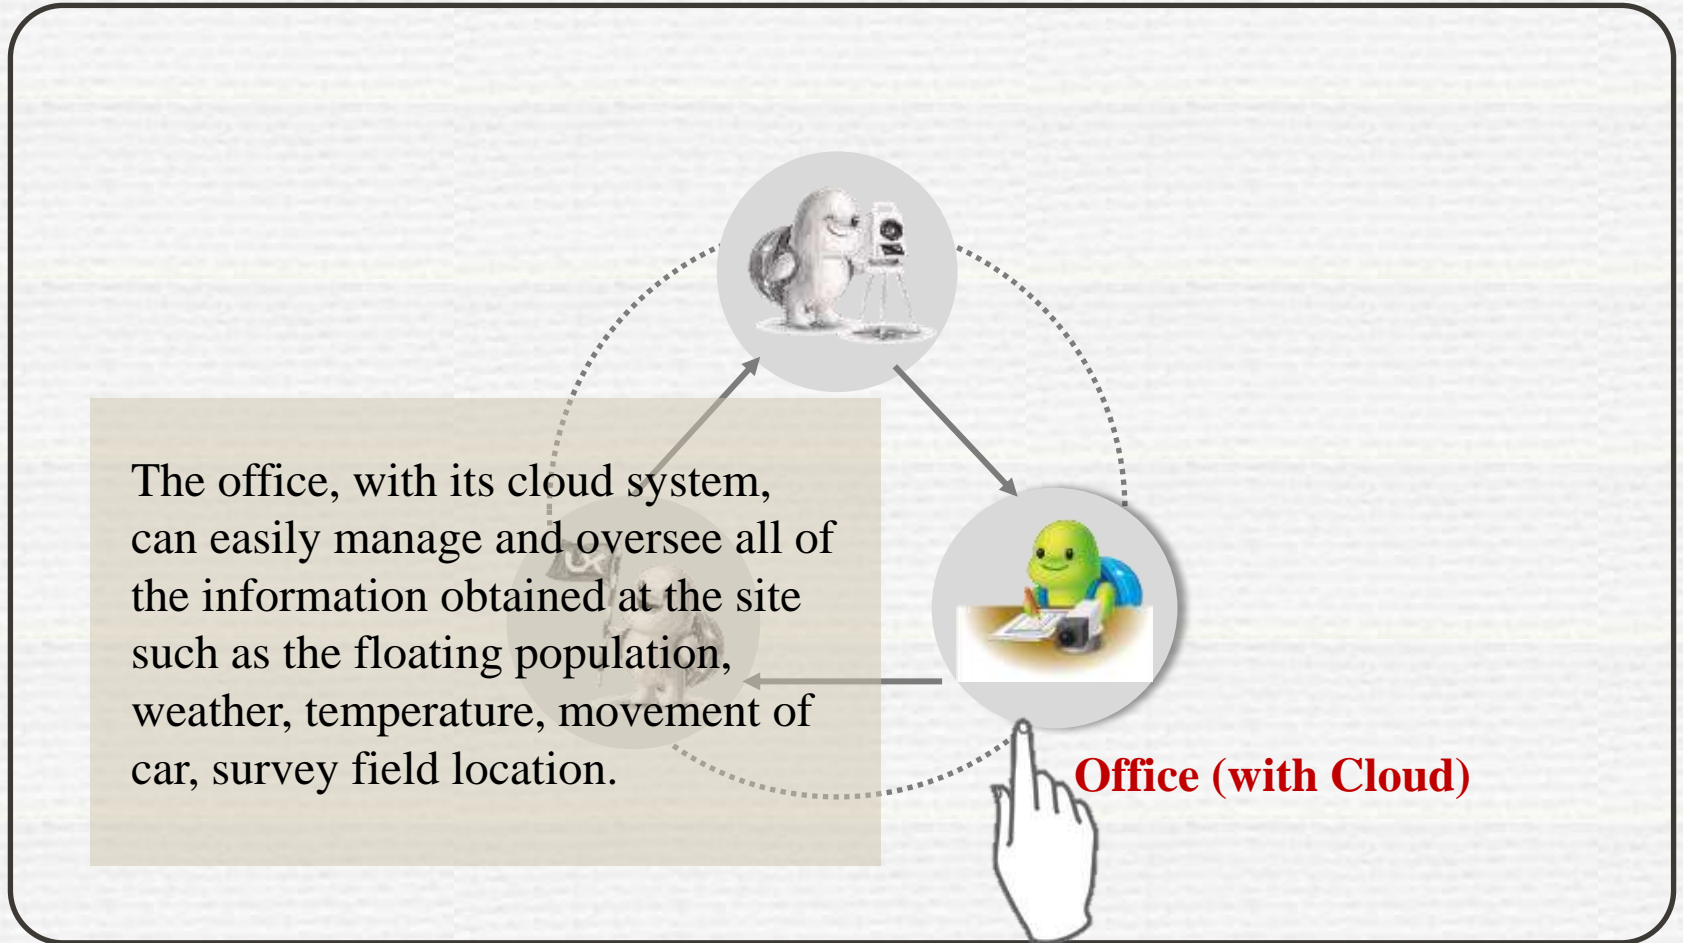 The office, with its cloud system,
can easily manage and oversee all of
the information obtained at the site
such as the floating population,
weather, temperature, movement of
car, survey field location.
Office (with Cloud)